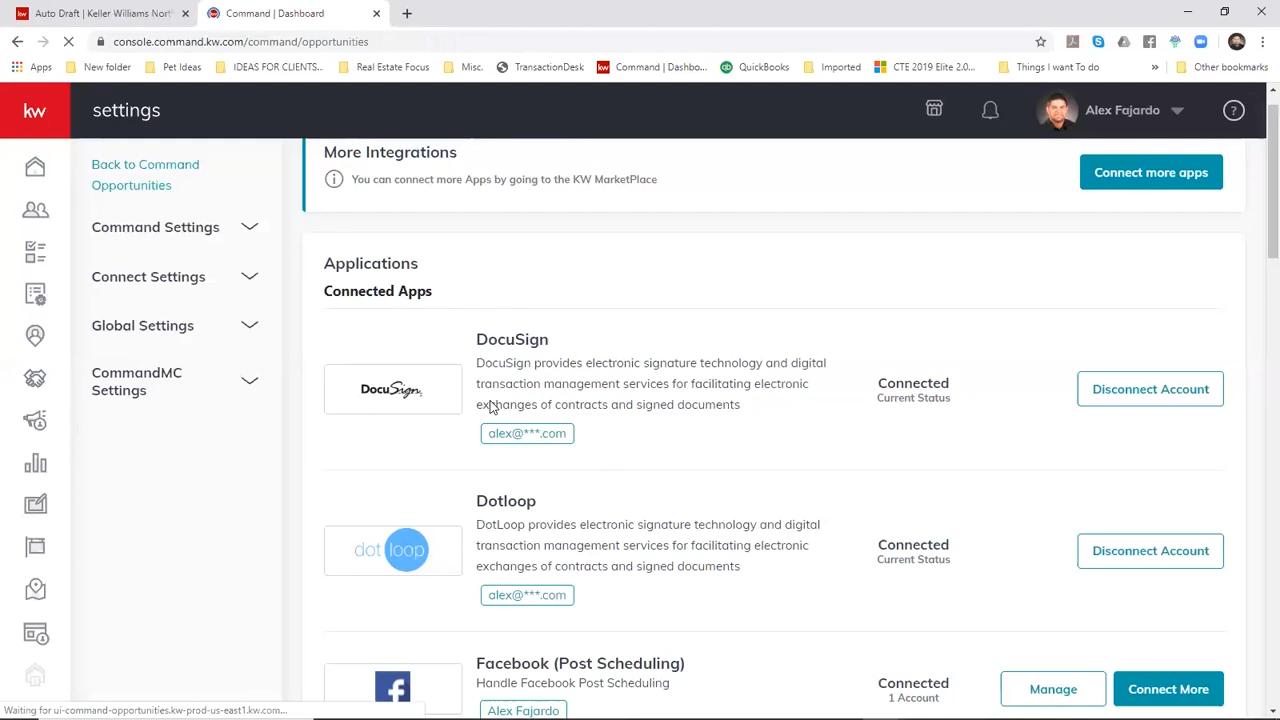 Auto Draft | Keller Williams Nort
Command | Dashboard
console.command.kw.com/command/opportunities
Apps
New folder
Pet Ideas
IDEAS FOR CLIENTS...
Real Estate Focus
Misc.
TransactionDesk
Command | Dashbo...
QuickBooks
Imported
CTE 2019 Elite 2.0...
Things I want To do
»
Other bookmarks
kw
settings
Alex Fajardo
?
Back to Command
Opportunities
Command Settings
Connect Settings
Global Settings
CommandMC
Settings
More Integrations
You can connect more Apps by going to the KW MarketPlace
Connect more apps
Applications
Connected Apps
DocuSign
DocuSign
DocuSign provides electronic signature technology and digital
transaction management services for facilitating electronic
exchanges of contracts and signed documents
alex@***.com
Connected
Current Status
Disconnect Account
dot loop
Dotloop
DotLoop provides electronic signature technology and digital
transaction management services for facilitating electronic
exchanges of contracts and signed documents
alex@***.com
Connected
Current Status
Disconnect Account
f
Facebook (Post Scheduling)
Handle Facebook Post Scheduling
Alex Fajardo
Connected
1 Account
Manage
Connect More
Waiting for ui-command-opportunities.kw-prod-us-east1.kw.com...